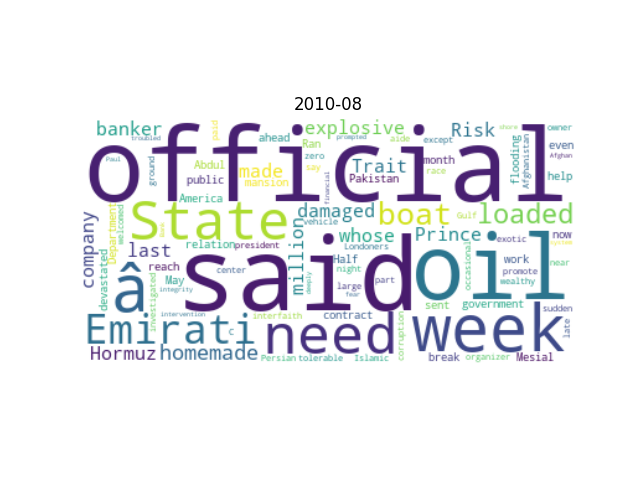 2010-08
banker
explosive
Risk
official
State
said
oil
week
need
Emirati
â
boat
loaded
homemade
Hormuz
damaged
million
company
Prince
Trait
whose
made
last
troubled
paid
ahead
aide
prompted
except
shore
owner
Paul
ground
Abdul
public
America
mansion
Ran
zero
say
financial
month
race
Pakistan
flooding
Afghanistan
even
Afghan
help
Department
welcomed
relation
president
vehicle
Londoners
Gulf
exotic
now
system
devastated
investigated
reach
May
integrity
center
Half
night
deeply
large
fear
part
occasional
work
promote
wealthy
near
sent
government
sudden
late
intervention
c
interfaith
contract
Persian
tolerable
Islamic
corruption
break
organizer
Mesial